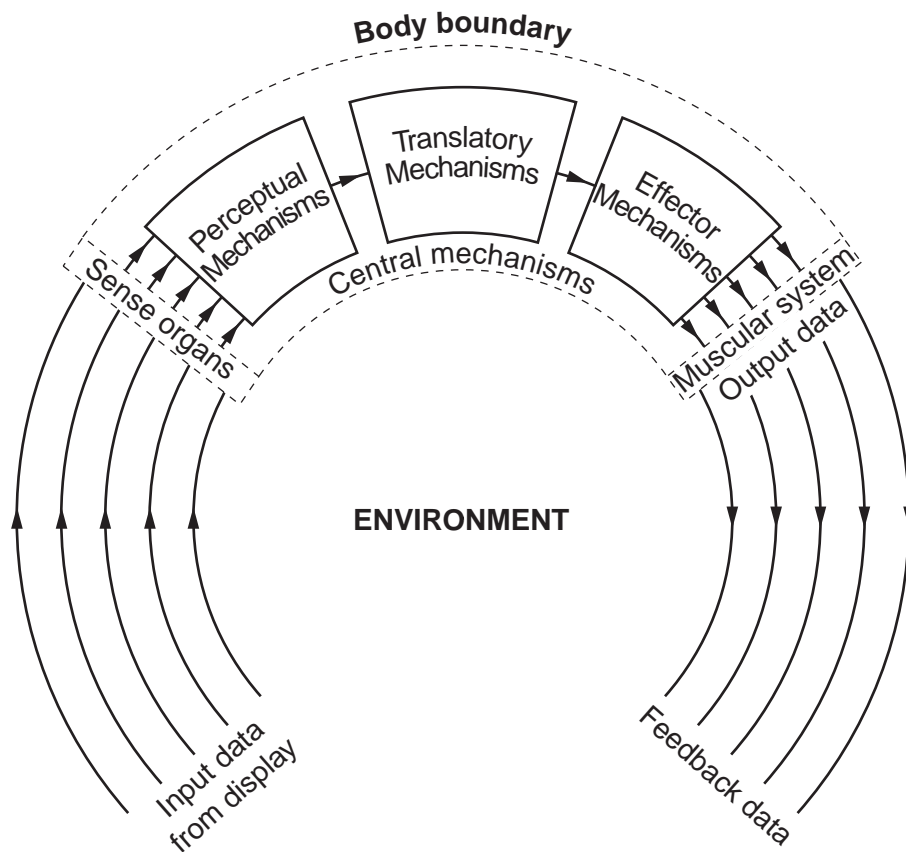 Body boundary
Translatory
Mechanisms
Perceptual
Mechanisms
Effector
Mechanisms
Central mechanisms
Sense organs
Muscular system
Output data
ENVIRONMENT
Input data
from display
Feedback data